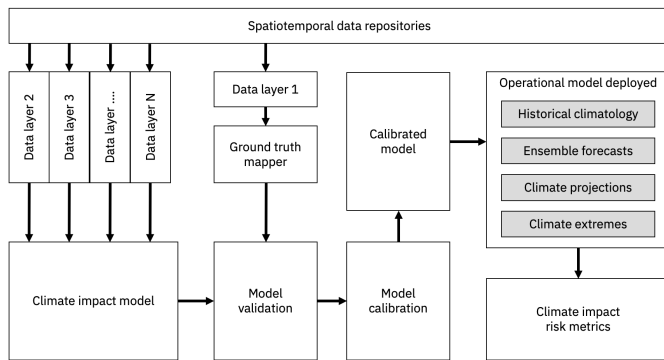 Spatiotemporal data repositories
Data layer 2
Data layer 3
Data layer ....
Data layer N
Data layer 1
Ground truth
mapper
Calibrated
model
Operational model deployed
Historical climatology
Ensemble forecasts
Climate projections
Climate extremes
Climate impact model
Model
validation
Model
calibration
Climate impact
risk metrics